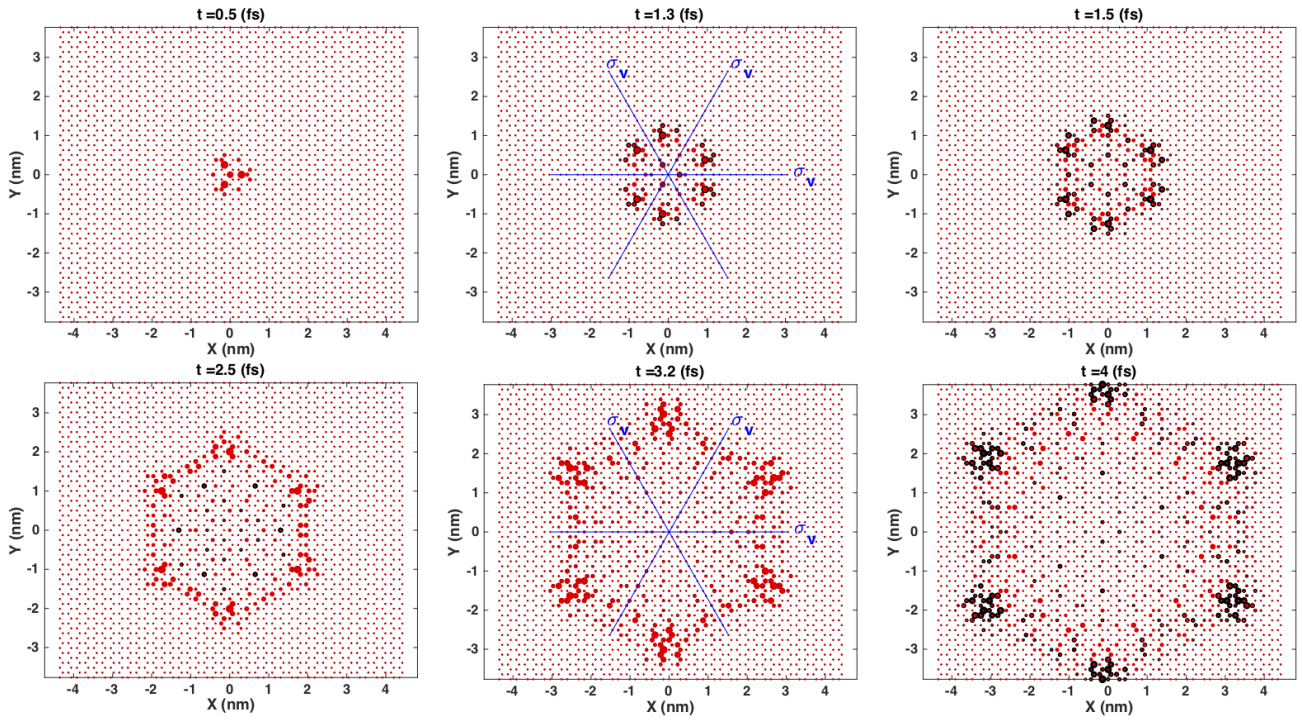 t =0.5 (fs)
3
2
1
0
-1
-2
-3
Y (nm)
-4 -3 -2 -1 0 1 2 3 4
X (nm)
t =1.3 (fs)
3
2
1
0
-1
-2
-3
Y (nm)
σv σv
σv
-4 -3 -2 -1 0 1 2 3 4
X (nm)
t =1.5 (fs)
3
2
1
0
-1
-2
-3
Y (nm)
-4 -3 -2 -1 0 1 2 3 4
X (nm)
t =2.5 (fs)
3
2
1
0
-1
-2
-3
Y (nm)
-4 -3 -2 -1 0 1 2 3 4
X (nm)
t =3.2 (fs)
3
2
1
0
-1
-2
-3
Y (nm)
σv σv
σv
-4 -3 -2 -1 0 1 2 3 4
X (nm)
t =4 (fs)
3
2
1
0
-1
-2
-3
Y (nm)
-4 -3 -2 -1 0 1 2 3 4
X (nm)